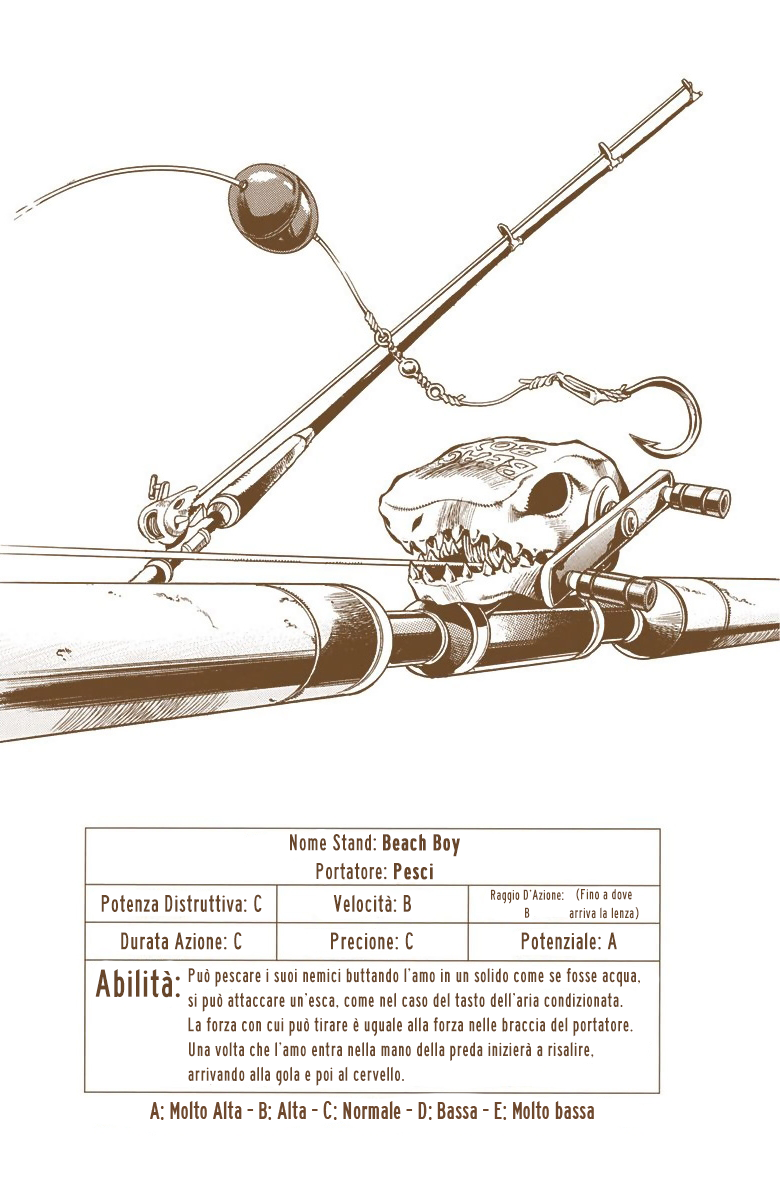 BEACH
BOY
Nome Stand: Beach Boy
Portatore: Pesci
Potenza Distruttiva: C
Velocità: B
Raggio D'Azione: (Fino a dove
B arriva la lenza)
Durata Azione: C
Precione: C
Potenziale: A
Abilità: Può pescare i suoi nemici buttando l'amo in un solido come se fosse acqua,
si può attaccare un'esca, come nel caso del tasto dell'aria condizionata.
La forza con cui può tirare è uguale alla forza nelle braccia del portatore.
Una volta che l'amo entra nella mano della preda inizierà a risalire,
arrivando alla gola e poi al cervello.
A: Molto Alta - B: Alta - C: Normale - D: Bassa - E: Molto bassa